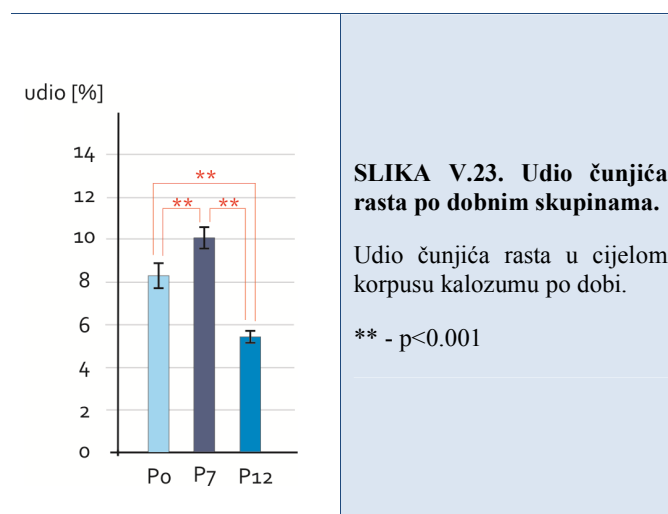 udio [%]
14
12
10
8
6
4
2
0
**
** **
P0 P7 P12
SLIKA V.23. Udio čunjića
rasta po dobnim skupinama.
Udio čunjića rasta u cijelom
korpusu kalozumu po dobi.
** - p<0.001